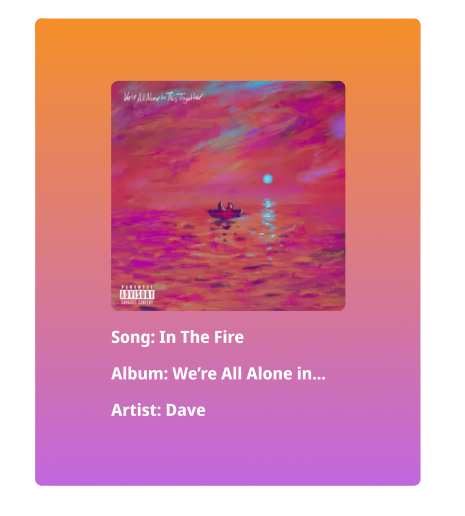 We're All Alone In This Together
PARENTAL
ADVISORY
EXPLICIT CONTENT
Song: In The Fire
Album: We’re All Alone in...
Artist: Dave